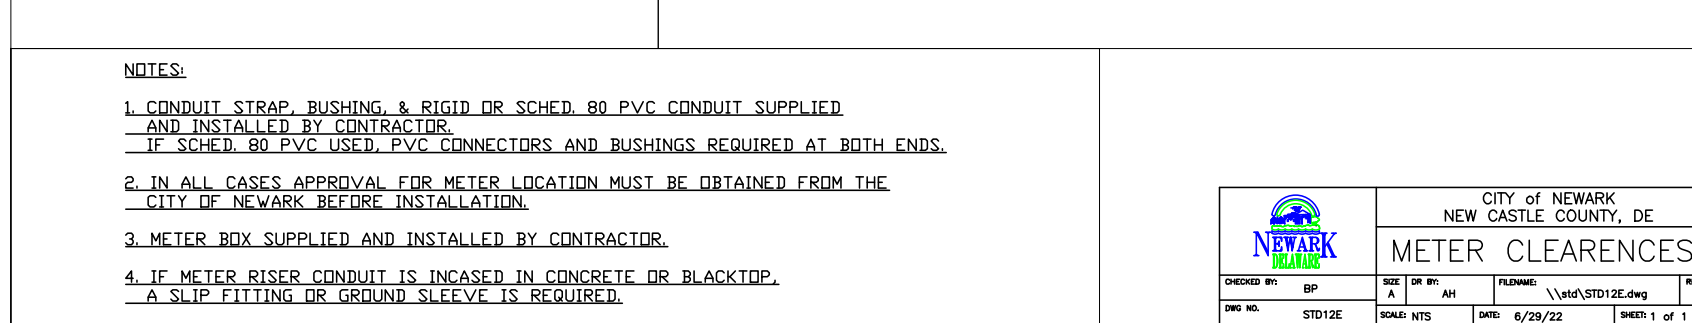 NOTES:
1. CONDUIT STRAP, BUSHING, & RIGID OR SCHED. 80 PVC CONDUIT SUPPLIED
AND INSTALLED BY CONTRACTOR.
IF SCHED. 80 PVC USED, PVC CONNECTORS AND BUSHINGS REQUIRED AT BOTH ENDS.
2. IN ALL CASES APPROVAL FOR METER LOCATION MUST BE OBTAINED FROM THE
CITY OF NEWARK BEFORE INSTALLATION.
3. METER BOX SUPPLIED AND INSTALLED BY CONTRACTOR.
4. IF METER RISER CONDUIT IS INCASED IN CONCRETE OR BLACKTOP,
A SLIP FITTING OR GROUND SLEEVE IS REQUIRED.
NEWARK
DELAWARE
CITY of NEWARK
NEW CASTLE COUNTY, DE
METER CLEARENCES
CHECKED BY: BP
SIZE A
DR BY: AH
FILENAME: \\std\STD12E.dwg
DWG NO. STD12E
SCALE: NTS
DATE: 6/29/22
SHEET: 1 of 1